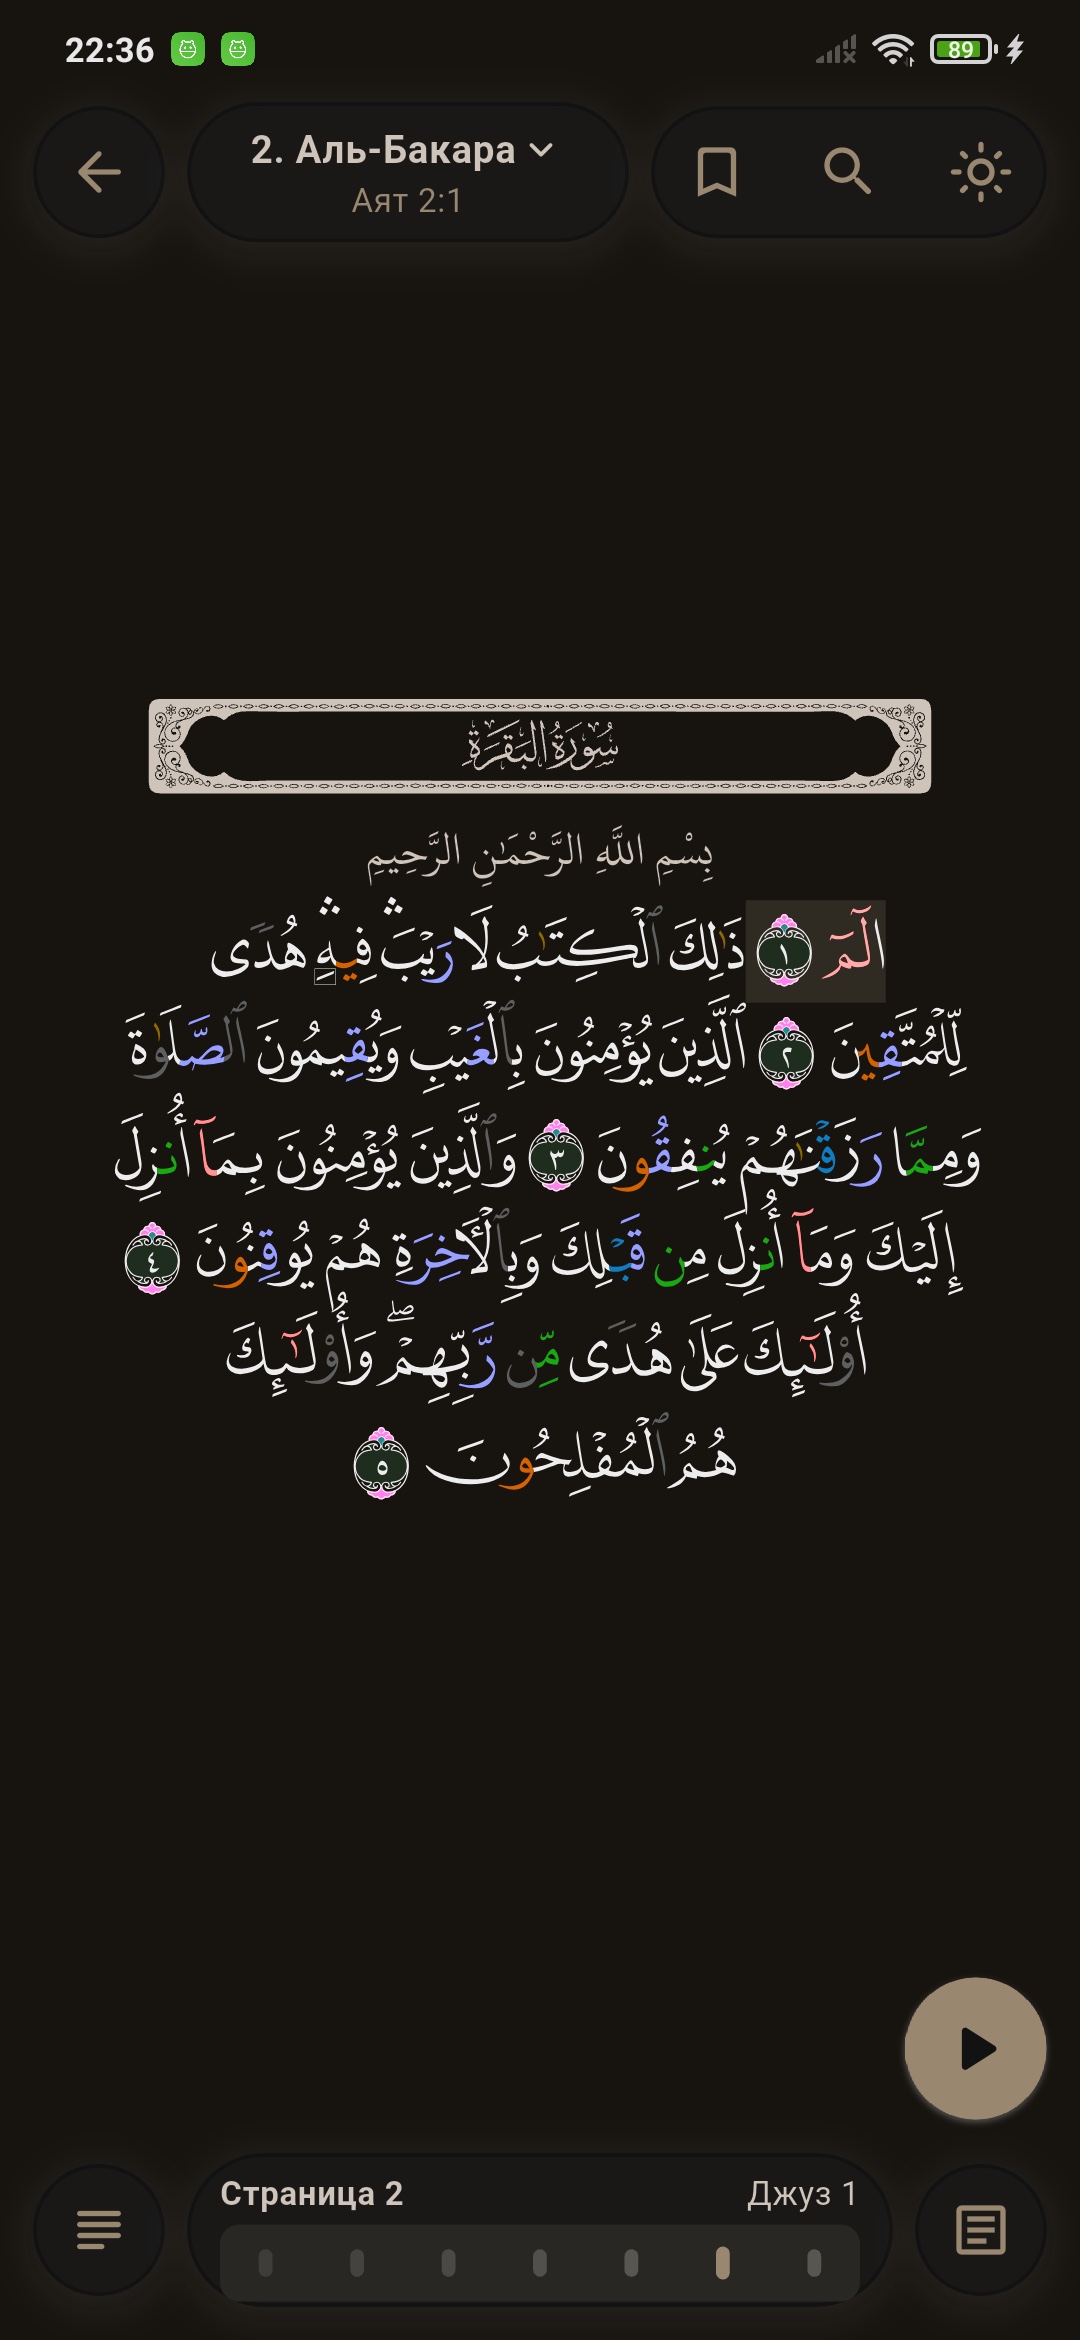 22:36
89
2. Аль-Бакара
Аят 2:1
سُورَةُ البَقَرَةِ
بِسْمِ اللَّهِ الرَّحْمَٰنِ الرَّحِيمِ
الٓمٓ ١ ذَٰلِكَ ٱلْكِتَٰبُ لَا رَيْبَ ۛ فِيهِ ۛ هُدًى
لِّلْمُتَّقِينَ ٢ ٱلَّذِينَ يُؤْمِنُونَ بِٱلْغَيْبِ وَيُقِيمُونَ ٱلصَّلَوٰةَ
وَمِمَّا رَزَقْنَٰهُمْ يُنفِقُونَ ٣ وَٱلَّذِينَ يُؤْمِنُونَ بِمَآ أُنزِلَ
إِلَيْكَ وَمَآ أُنزِلَ مِن قَبْلِكَ وَبِٱلْأَخِرَةِ هُمْ يُوقِنُونَ ٤
أُوْلَٰٓئِكَ عَلَىٰ هُدًى مِّن رَّبِّهِمْ ۖ وَأُوْلَٰٓئِكَ
هُمُ ٱلْمُفْلِحُونَ ٥
Страница 2
Джуз 1